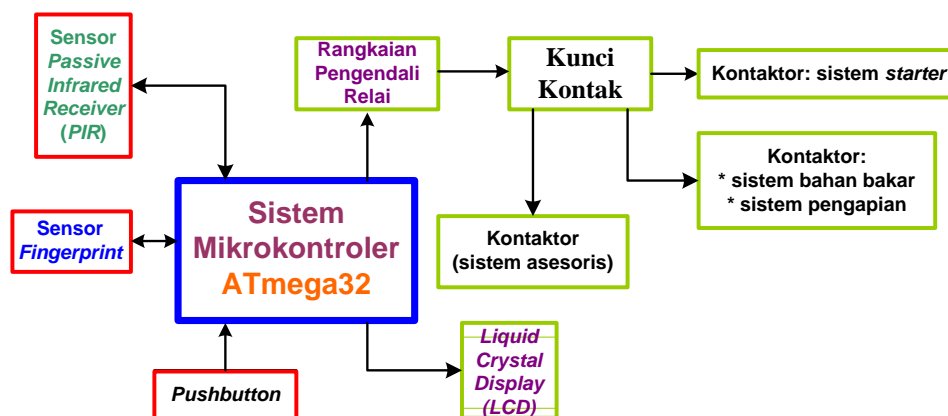 Sensor
Passive
Infrared
Receiver
(PIR)
Rangkaian
Pengendali
Relai
Kunci
Kontak
Kontaktor: sistem starter
Kontaktor:
* sistem bahan bakar
* sistem pengapian
Sensor
Fingerprint
Sistem
Mikrokontroler
ATmega32
Kontaktor
(sistem asesoris)
Pushbutton
Liquid
Crystal
Display
(LCD)